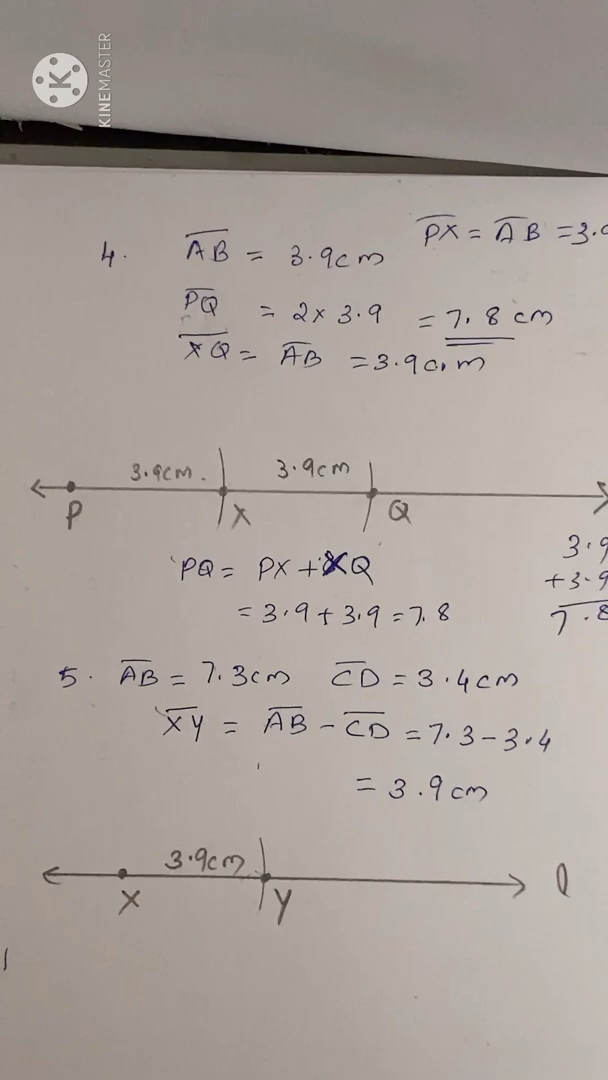 KINEMASTER
4. AB = 3.9cm PX = AB = 3.9
PQ = 2x 3.9 = 7.8 cm
XQ = AB = 3.9cm
3.9cm. 3.9cm
P X Q
PQ = PX + XQ 3.9
= 3.9 + 3.9 = 7.8 +3.9
7.8
5. AB = 7.3cm CD = 3.4cm
XY = AB - CD = 7.3 - 3.4
= 3.9cm
3.9cm
X Y l